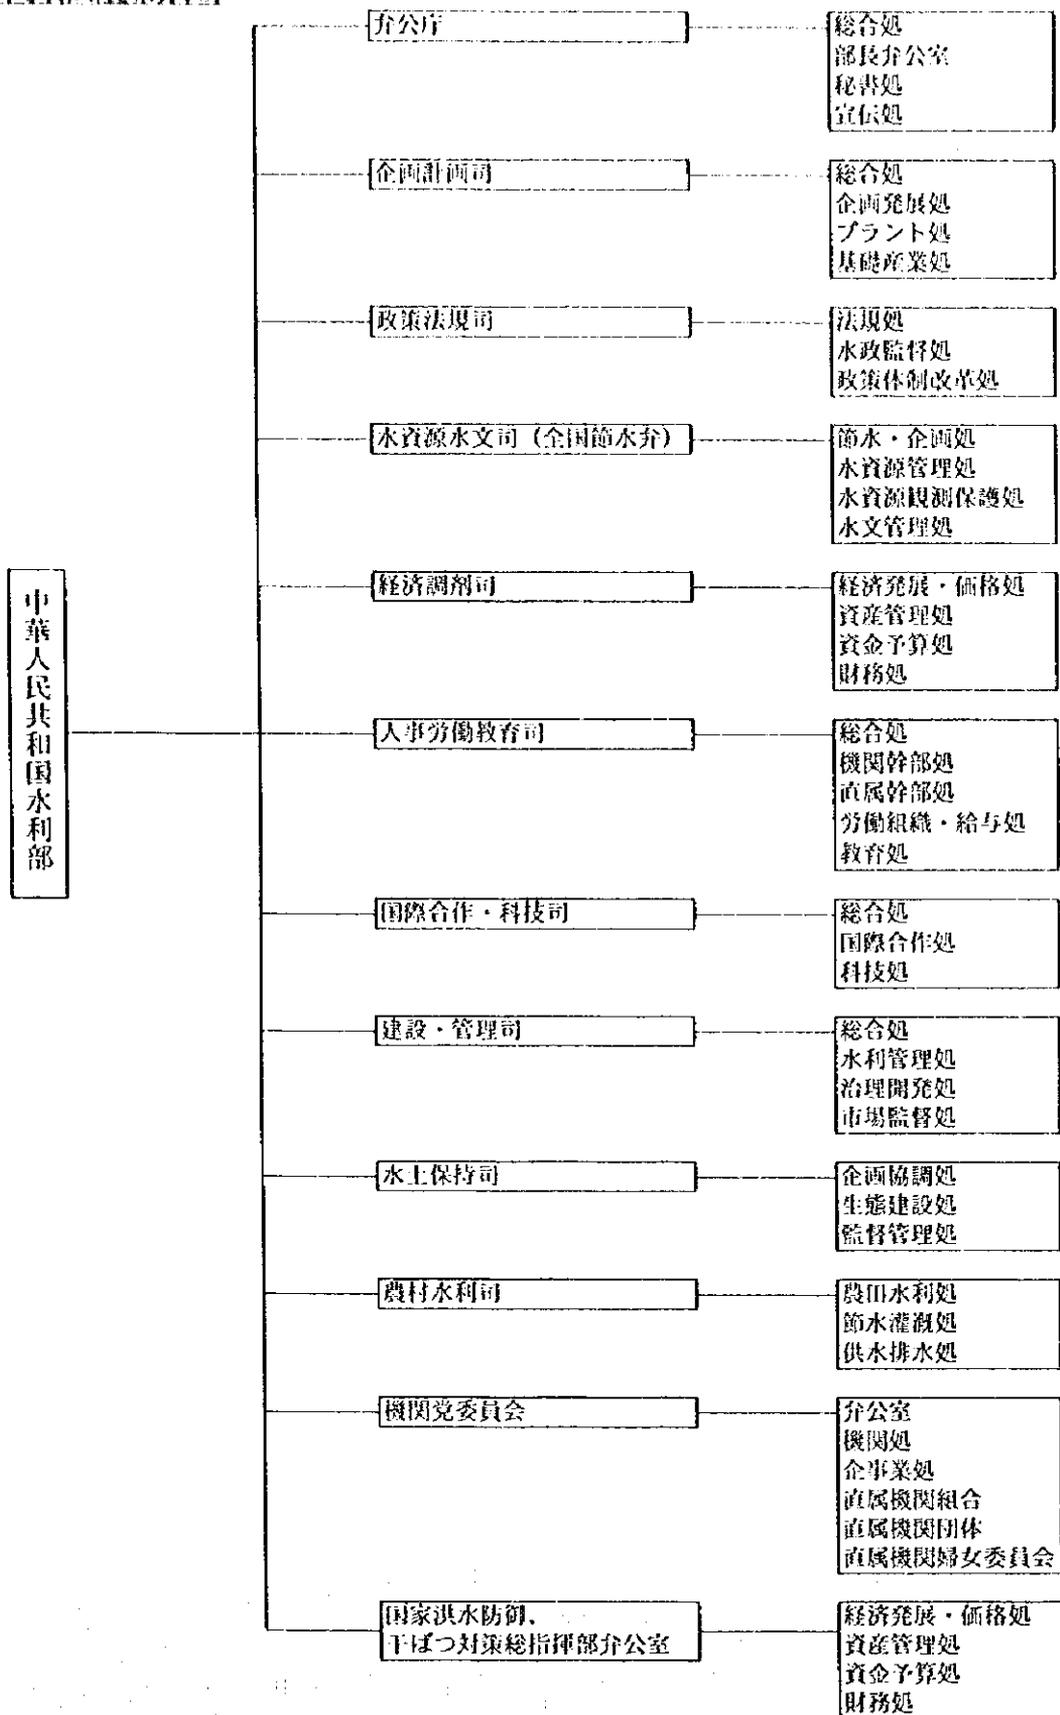 中華人民共和国水利部
弁公庁
総合処
部長弁公室
秘書処
宣伝処
企画計画司
総合処
企画発展処
プラント処
基礎産業処
政策法規司
法規処
水政監督処
政策体制改革処
水資源水文司（全国節水弁）
節水・企画処
水資源管理処
水資源観測保護処
水文管理処
経済調剤司
経済発展・価格処
資産管理処
資金予算処
財務処
人事労働教育司
総合処
機関幹部処
直属幹部処
労働組織・給与処
教育処
国際合作・科技司
総合処
国際合作処
科技処
建設・管理司
総合処
水利管理処
治理開発処
市場監督処
水土保持司
企画協調処
生態建設処
監督管理処
農村水利司
農田水利処
節水灌漑処
供水排水処
機関党委員会
弁公室
機関処
企事業処
直属機関組合
直属機関団体
直属機関婦女委員会
国家洪水防御、
干ばつ対策総指揮部弁公室
経済発展・価格処
資産管理処
資金予算処
財務処